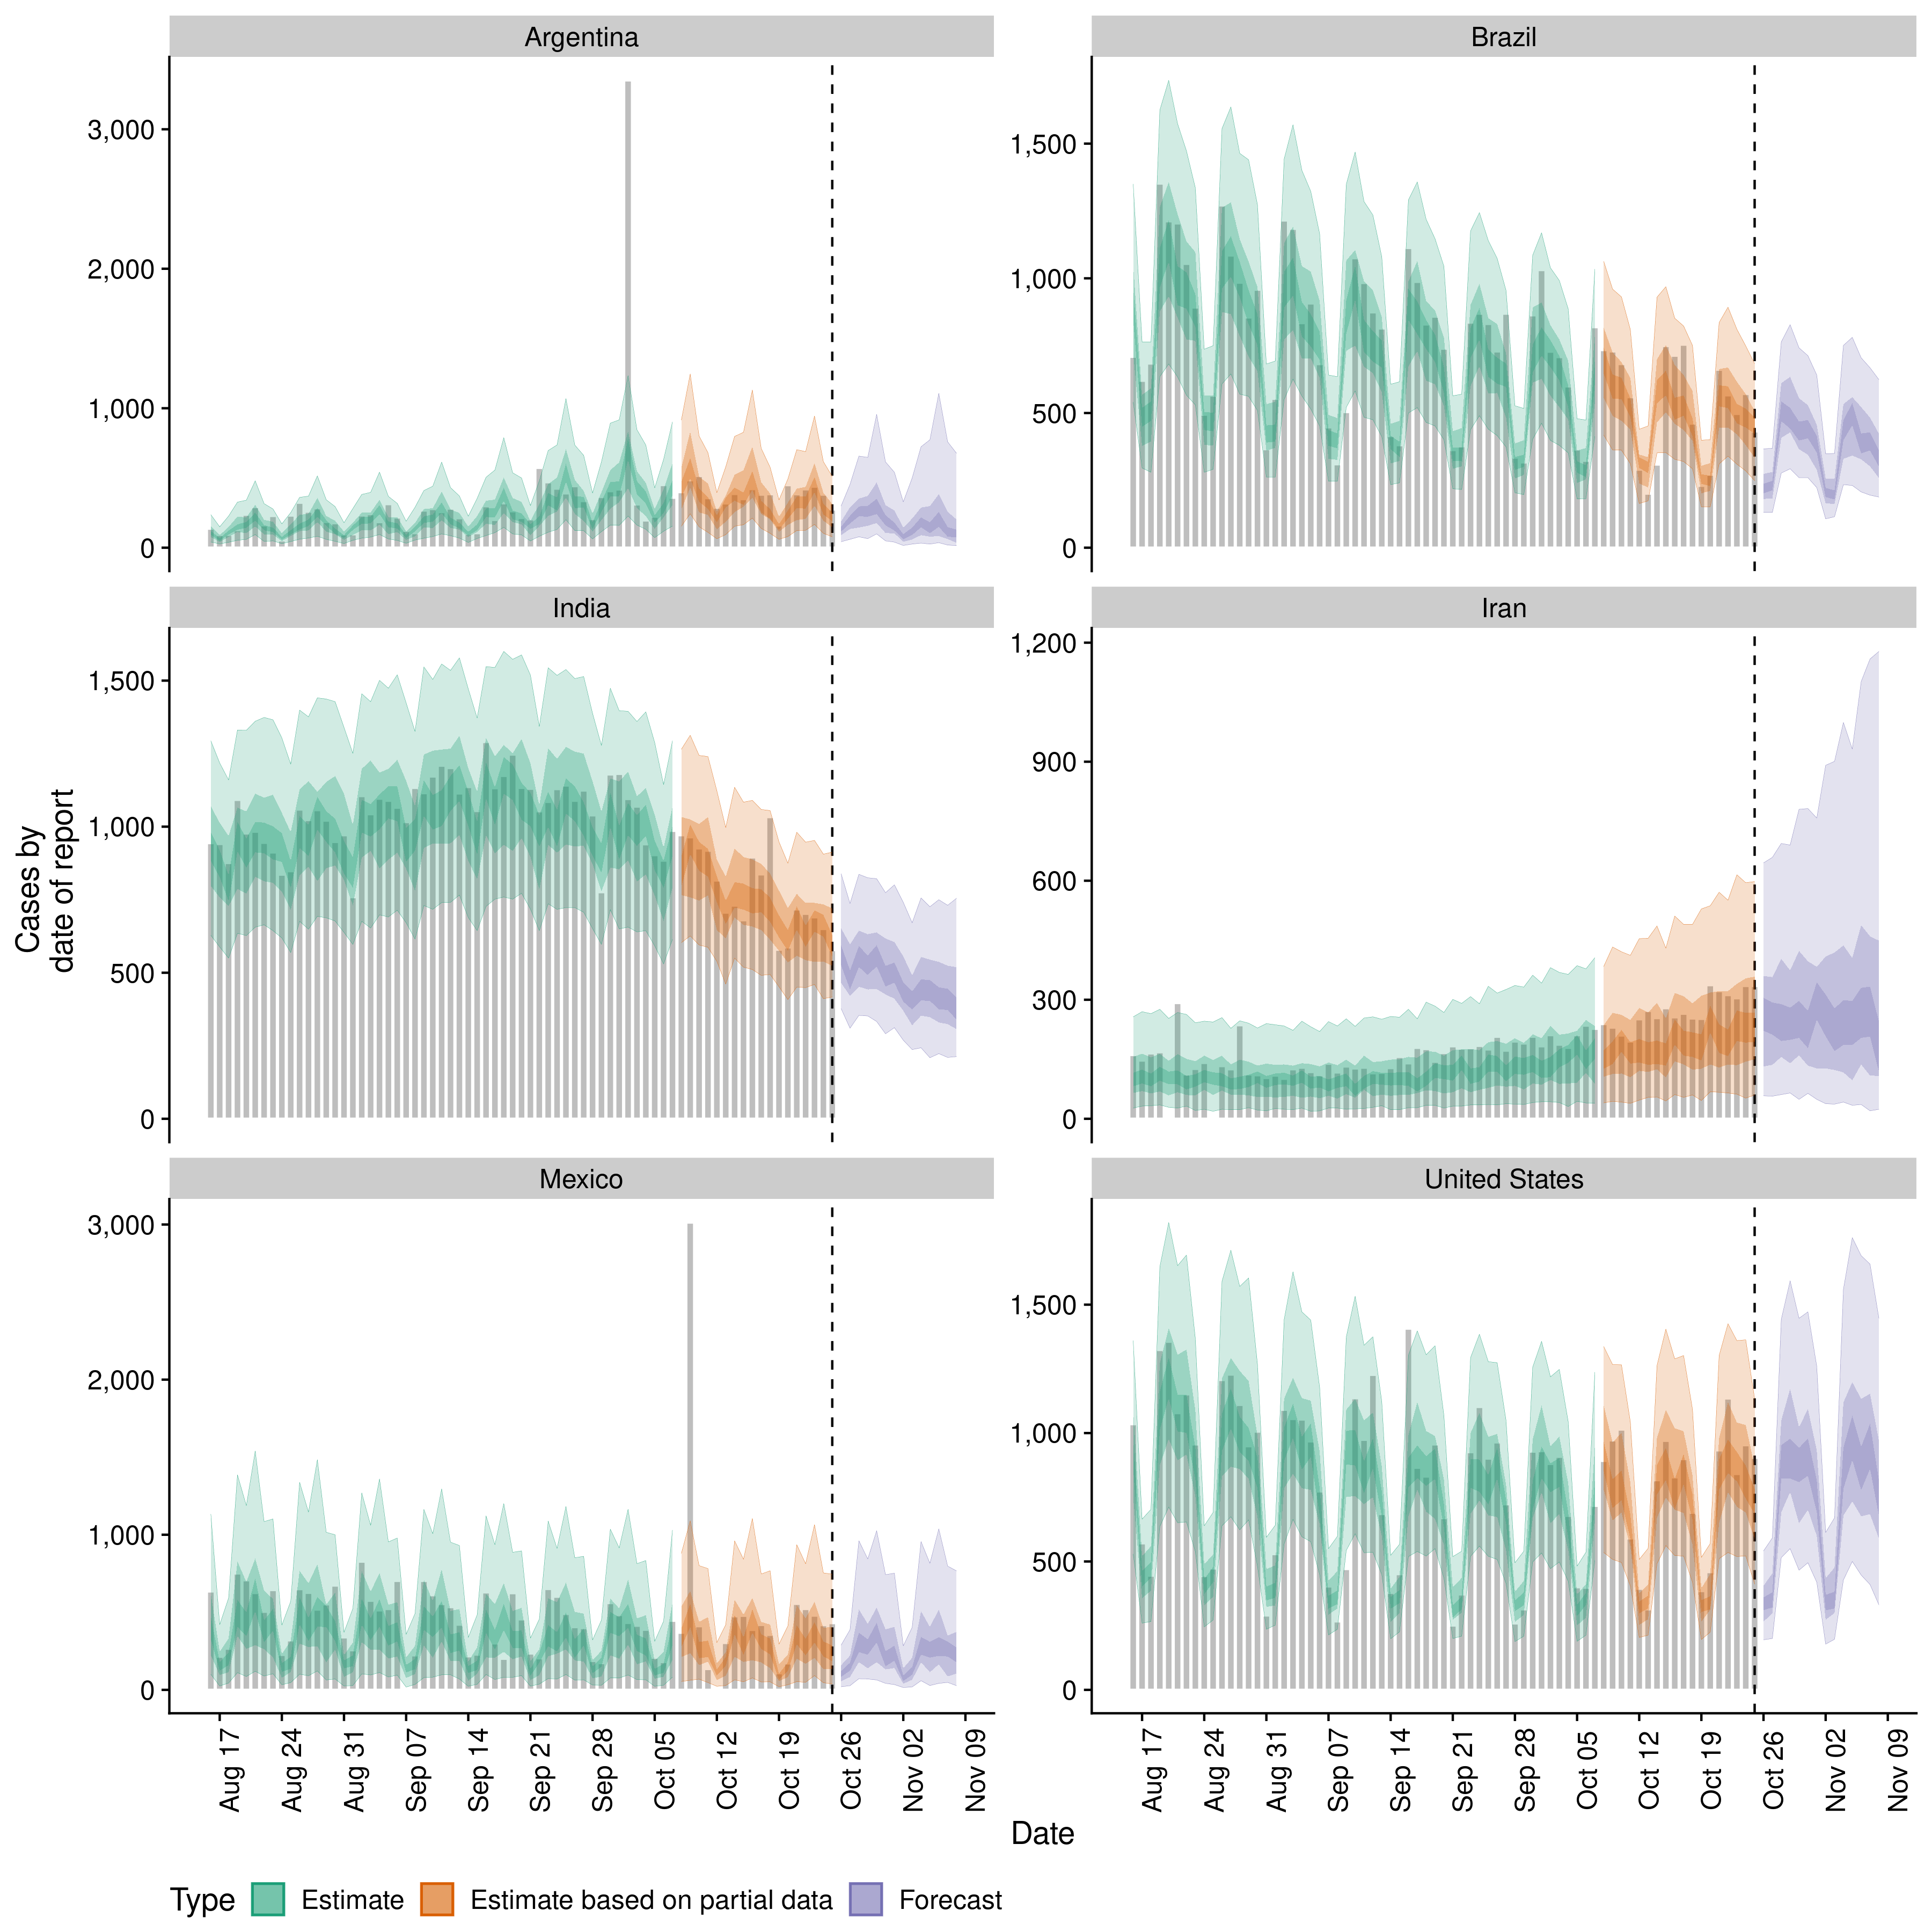 Argentina
Brazil
3,000
2,000
1,000
0
1,500
1,000
500
0
India
Iran
1,500
1,000
500
0
1,200
900
600
300
0
Mexico
United States
3,000
2,000
1,000
0
1,500
1,000
500
0
Cases by
date of report
Aug 17
Aug 24
Aug 31
Sep 07
Sep 14
Sep 21
Sep 28
Oct 05
Oct 12
Oct 19
Oct 26
Nov 02
Nov 09
Aug 17
Aug 24
Aug 31
Sep 07
Sep 14
Sep 21
Sep 28
Oct 05
Oct 12
Oct 19
Oct 26
Nov 02
Nov 09
Date
Type Estimate Estimate based on partial data Forecast